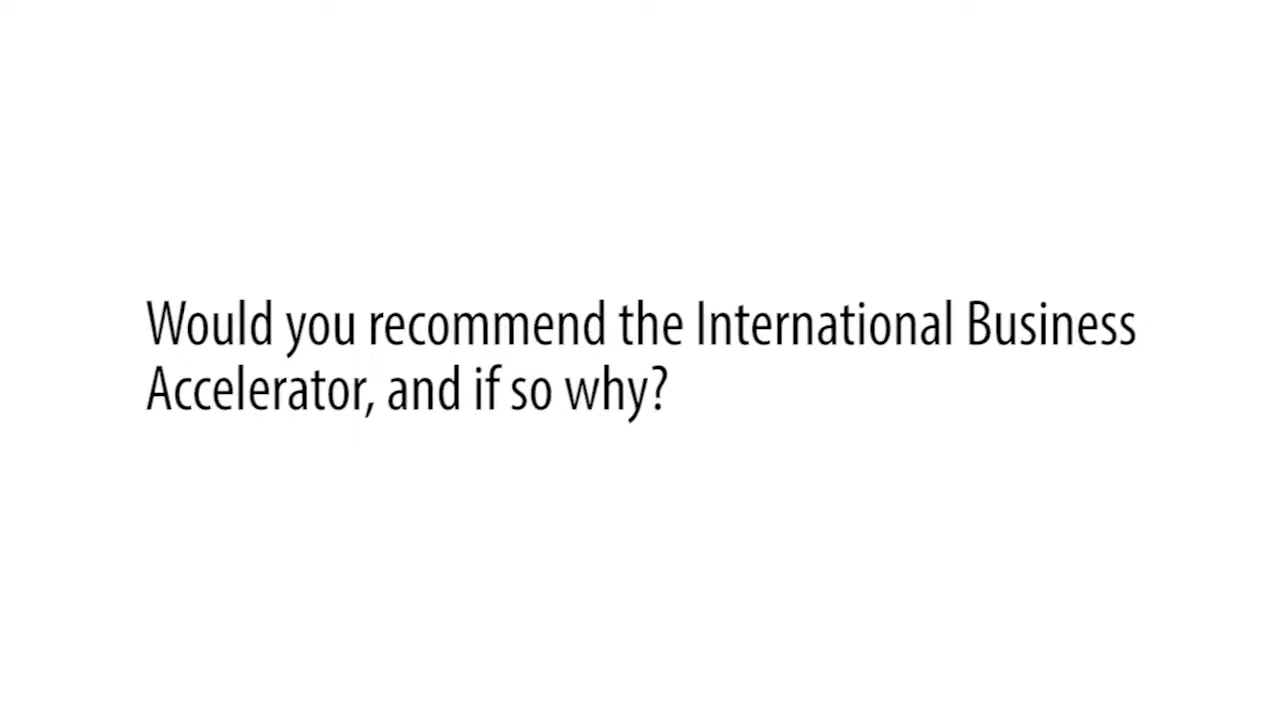 Would you recommend the International Business
Accelerator, and if so why?